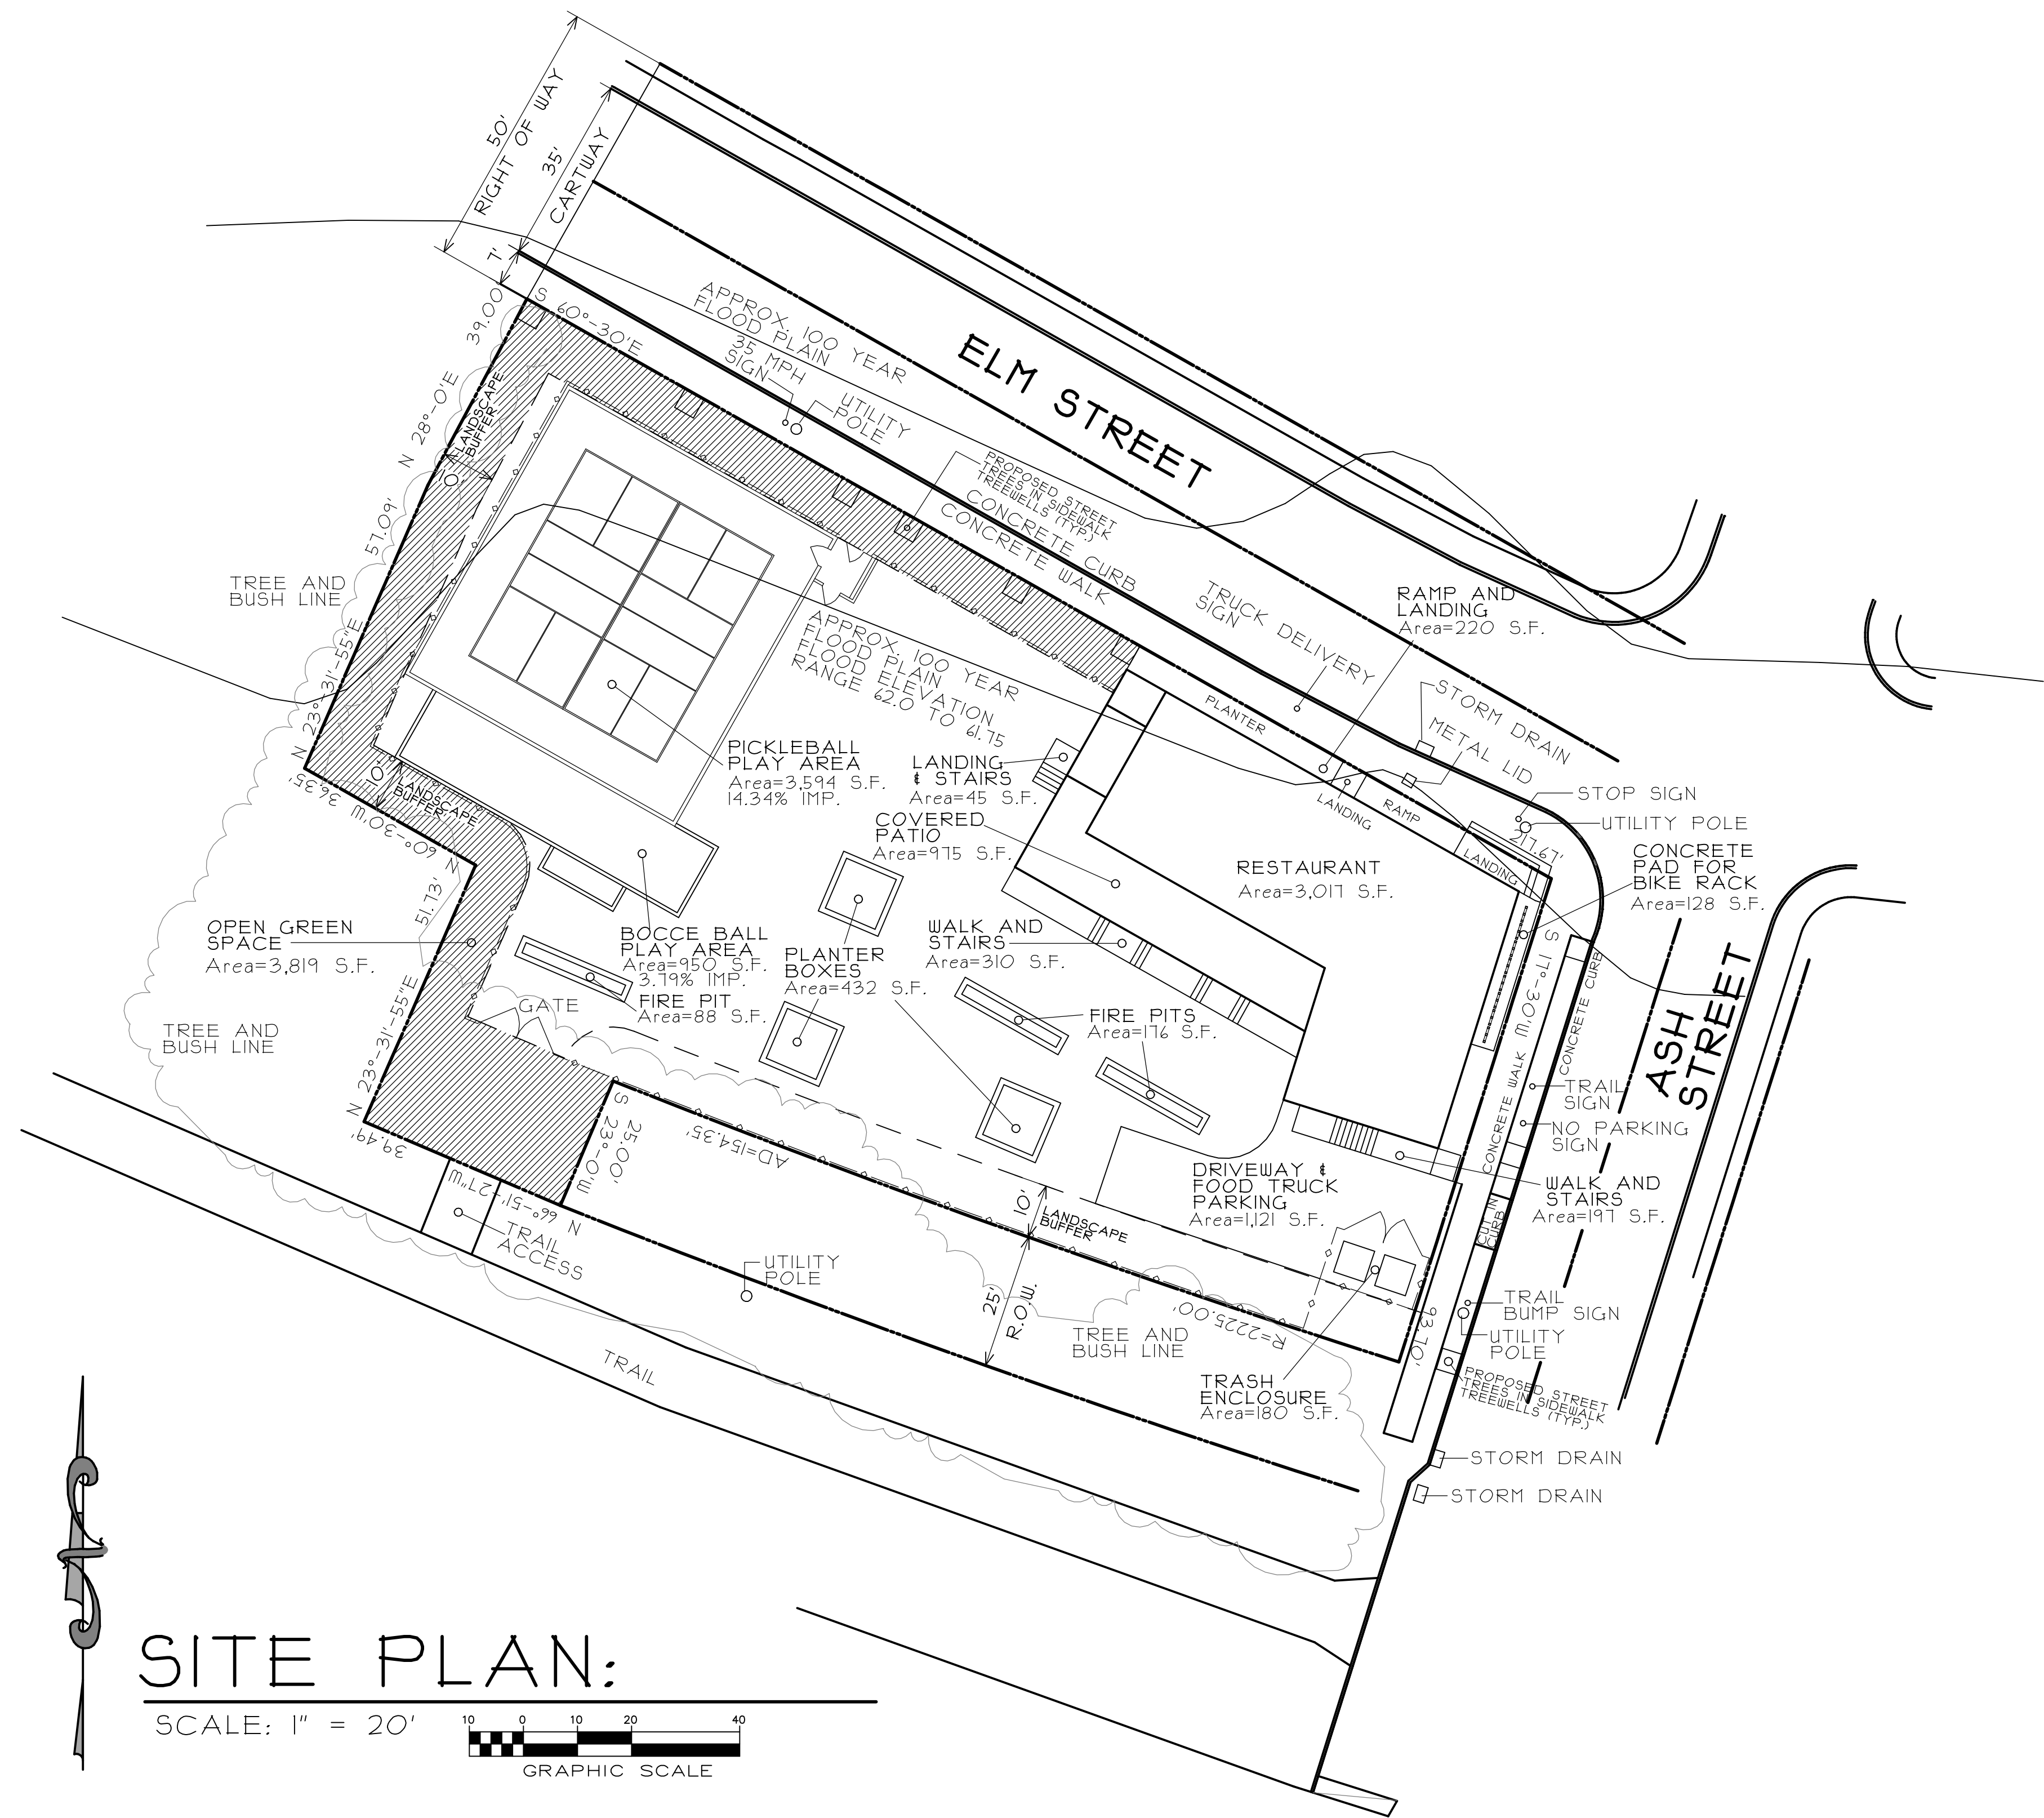 50'
RIGHT OF WAY
35'
CARTWAY
7'
39.00'
S 60°-30'E
APPROX. 100 YEAR
FLOOD PLAIN
35 MPH
SIGN
UTILITY
POLE
ELM STREET
N 28°-0'E
LANDSCAPE
BUFFER
10'
PROPOSED STREET
TREES IN SIDEWALK
TREEWELLS (TYP.)
CONCRETE CURB
CONCRETE WALK
57.09'
TREE AND
BUSH LINE
TRUCK DELIVERY
SIGN
RAMP AND
LANDING
Area=220 S.F.
N 23°-31'-55"E
APPROX. 100 YEAR
FLOOD PLAIN
FLOOD ELEVATION
RANGE 62.0 TO 61.75
PLANTER
STORM DRAIN
METAL LID
PICKLEBALL
PLAY AREA
Area=3,594 S.F.
14.34% IMP.
LANDING
& STAIRS
Area=45 S.F.
LANDING
RAMP
STOP SIGN
UTILITY POLE
217.67'
36.35'
N 60°-30'W
10'
LANDSCAPE
BUFFER
COVERED
PATIO
Area=975 S.F.
RESTAURANT
Area=3,017 S.F.
LANDING
CONCRETE
PAD FOR
BIKE RACK
Area=128 S.F.
51.73'
OPEN GREEN
SPACE
Area=3,819 S.F.
BOCCE BALL
PLAY AREA
Area=950 S.F.
3.79% IMP.
PLANTER
BOXES
Area=432 S.F.
WALK AND
STAIRS
Area=310 S.F.
S 17°-30'W
CONCRETE CURB
ASH
STREET
FIRE PIT
Area=88 S.F.
GATE
FIRE PITS
Area=176 S.F.
TREE AND
BUSH LINE
N 23°-31'-55"E
CONCRETE WALK
TRAIL
SIGN
NO PARKING
SIGN
39.49'
S 23°-0'W
25.00'
AD=154.35'
N 66°-51'-27"W
DRIVEWAY &
FOOD TRUCK
PARKING
Area=1,121 S.F.
WALK AND
STAIRS
Area=197 S.F.
10'
LANDSCAPE
BUFFER
CUT IN
CURB
TRAIL
ACCESS
UTILITY
POLE
25'
R.O.W.
R=2225.00'
93.70'
TRAIL
BUMP SIGN
UTILITY
POLE
TREE AND
BUSH LINE
TRAIL
TRASH
ENCLOSURE
Area=180 S.F.
PROPOSED STREET
TREES IN SIDEWALK
TREEWELLS (TYP.)
STORM DRAIN
STORM DRAIN
SITE PLAN:
SCALE: 1" = 20'
10 0 10 20 40
GRAPHIC SCALE